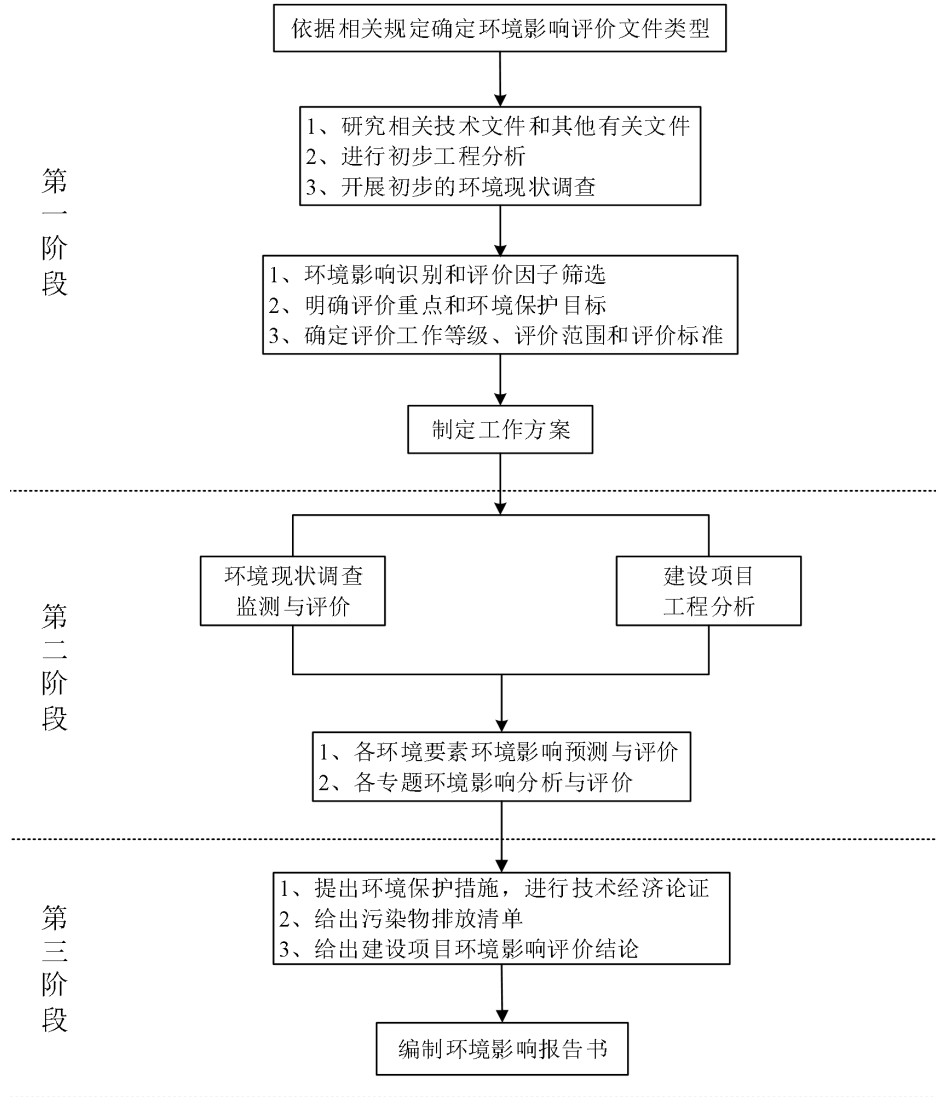 依据相关规定确定环境影响评价文件类型
1、研究相关技术文件和其他有关文件
2、进行初步工程分析
3、开展初步的环境现状调查
第一阶段
1、环境影响识别和评价因子筛选
2、明确评价重点和环境保护目标
3、确定评价工作等级、评价范围和评价标准
制定工作方案
环境现状调查
监测与评价
建设项目
工程分析
第二阶段
1、各环境要素环境影响预测与评价
2、各专题环境影响分析与评价
1、提出环境保护措施，进行技术经济论证
2、给出污染物排放清单
3、给出建设项目环境影响评价结论
第三阶段
编制环境影响报告书